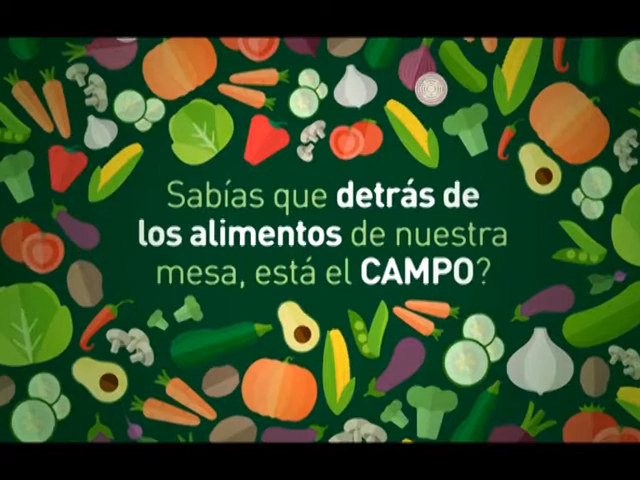 Sabías que detrás de
los alimentos de nuestra
mesa, está el CAMPO?